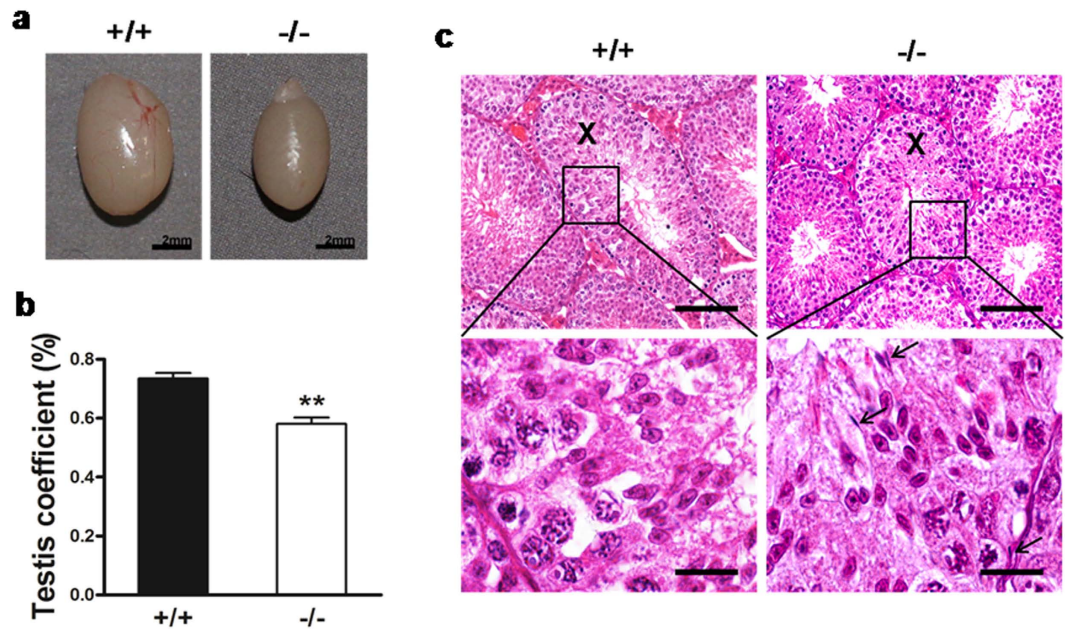 a
+/+ -/-
2mm 2mm
b
Testis coefficient (%)
0.8
0.6
0.4
0.2
0.0
**
+/+ -/-
c
+/+ -/-
X X